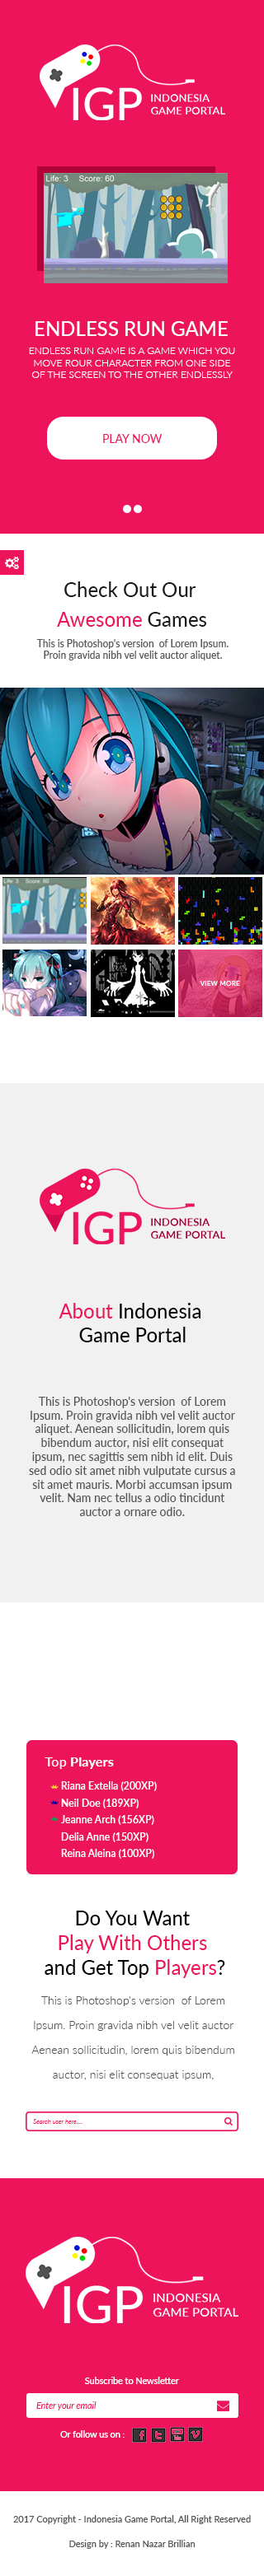 IGP INDONESIA
GAME PORTAL
Life: 3 Score: 60
ENDLESS RUN GAME
ENDLESS RUN GAME IS A GAME WHICH YOU
MOVE ROUR CHARACTER FROM ONE SIDE
OF THE SCREEN TO THE OTHER ENDLESSLY
PLAY NOW
Check Out Our
Awesome Games
This is Photoshop's version of Lorem Ipsum.
Proin gravida nibh vel velit auctor aliquet.
Life: 3 Score: 60
VIEW MORE
IGP INDONESIA
GAME PORTAL
About Indonesia
Game Portal
This is Photoshop's version of Lorem
Ipsum. Proin gravida nibh vel velit auctor
aliquet. Aenean sollicitudin, lorem quis
bibendum auctor, nisi elit consequat
ipsum, nec sagittis sem nibh id elit. Duis
sed odio sit amet nibh vulputate cursus a
sit amet mauris. Morbi accumsan ipsum
velit. Nam nec tellus a odio tincidunt
auctor a ornare odio.
Top Players
Riana Extella (200XP)
Neil Doe (189XP)
Jeanne Arch (156XP)
Delia Anne (150XP)
Reina Aleina (100XP)
Do You Want
Play With Others
and Get Top Players?
This is Photoshop's version of Lorem
Ipsum. Proin gravida nibh vel velit auctor
Aenean sollicitudin, lorem quis bibendum
auctor, nisi elit consequat ipsum,
Search user here....
IGP INDONESIA
GAME PORTAL
Subscribe to Newsletter
Enter your email
Or follow us on :
2017 Copyright - Indonesia Game Portal, All Right Reserved
Design by : Renan Nazar Brillian